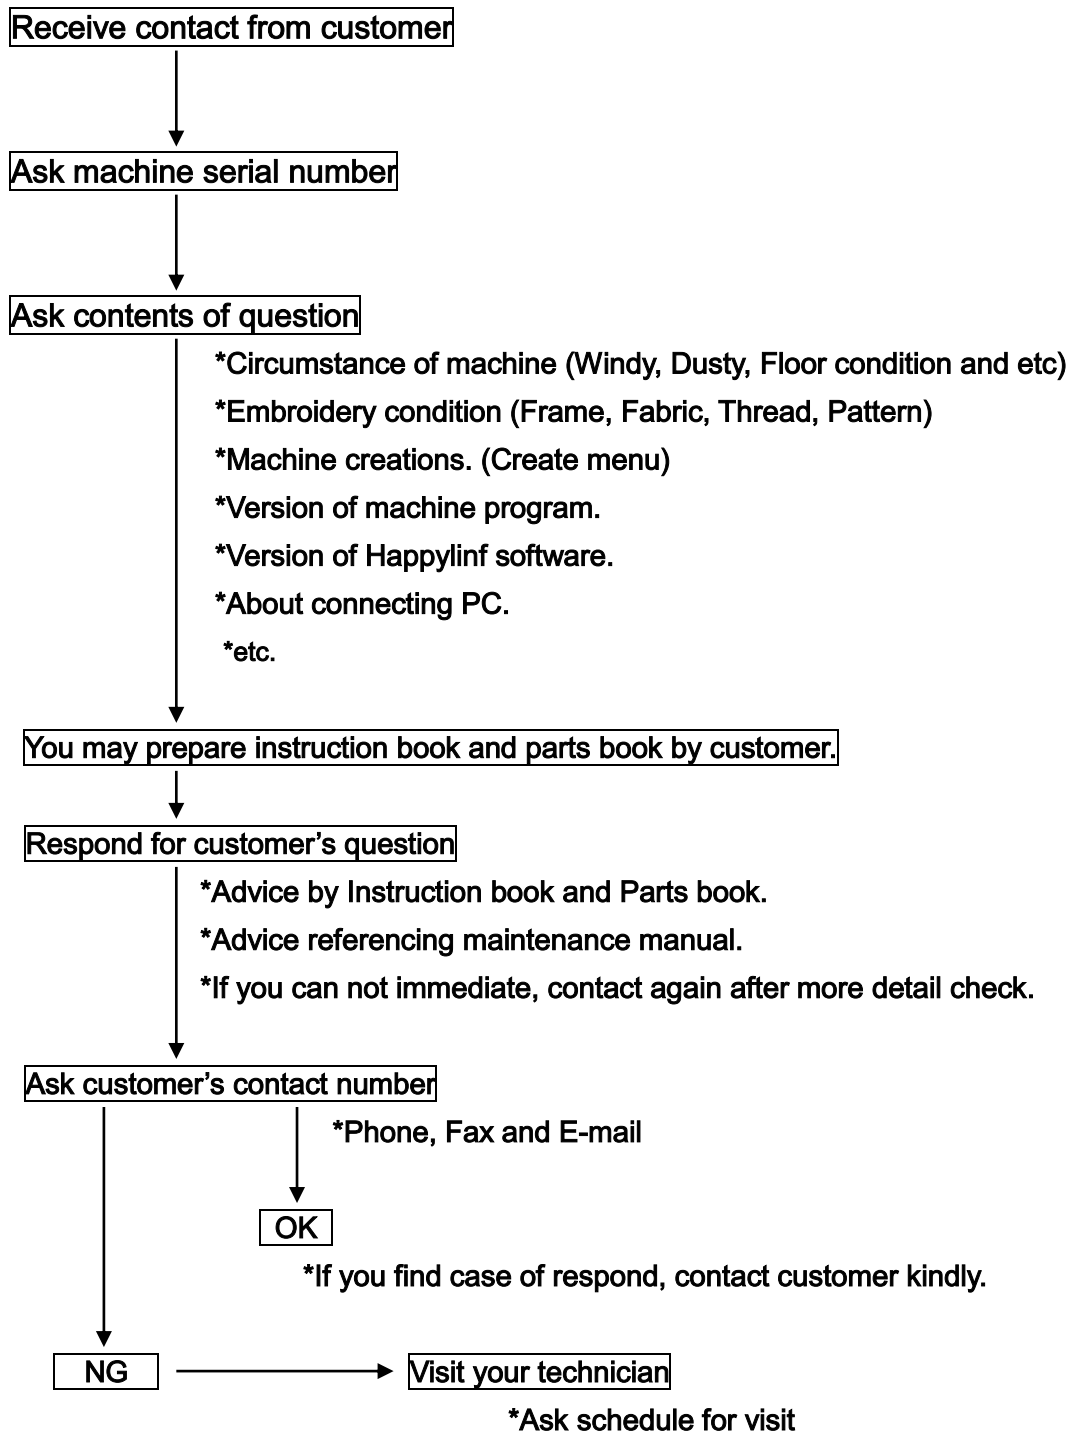 Receive contact from customer
Ask machine serial number
Ask contents of question
*Circumstance of machine (Windy, Dusty, Floor condition and etc)
*Embroidery condition (Frame, Fabric, Thread, Pattern)
*Machine creations. (Create menu)
*Version of machine program.
*Version of Happylinf software.
*About connecting PC.
*etc.
You may prepare instruction book and parts book by customer.
Respond for customer’s question
*Advice by Instruction book and Parts book.
*Advice referencing maintenance manual.
*If you can not immediate, contact again after more detail check.
Ask customer’s contact number
*Phone, Fax and E-mail
OK
*If you find case of respond, contact customer kindly.
NG
Visit your technician
*Ask schedule for visit